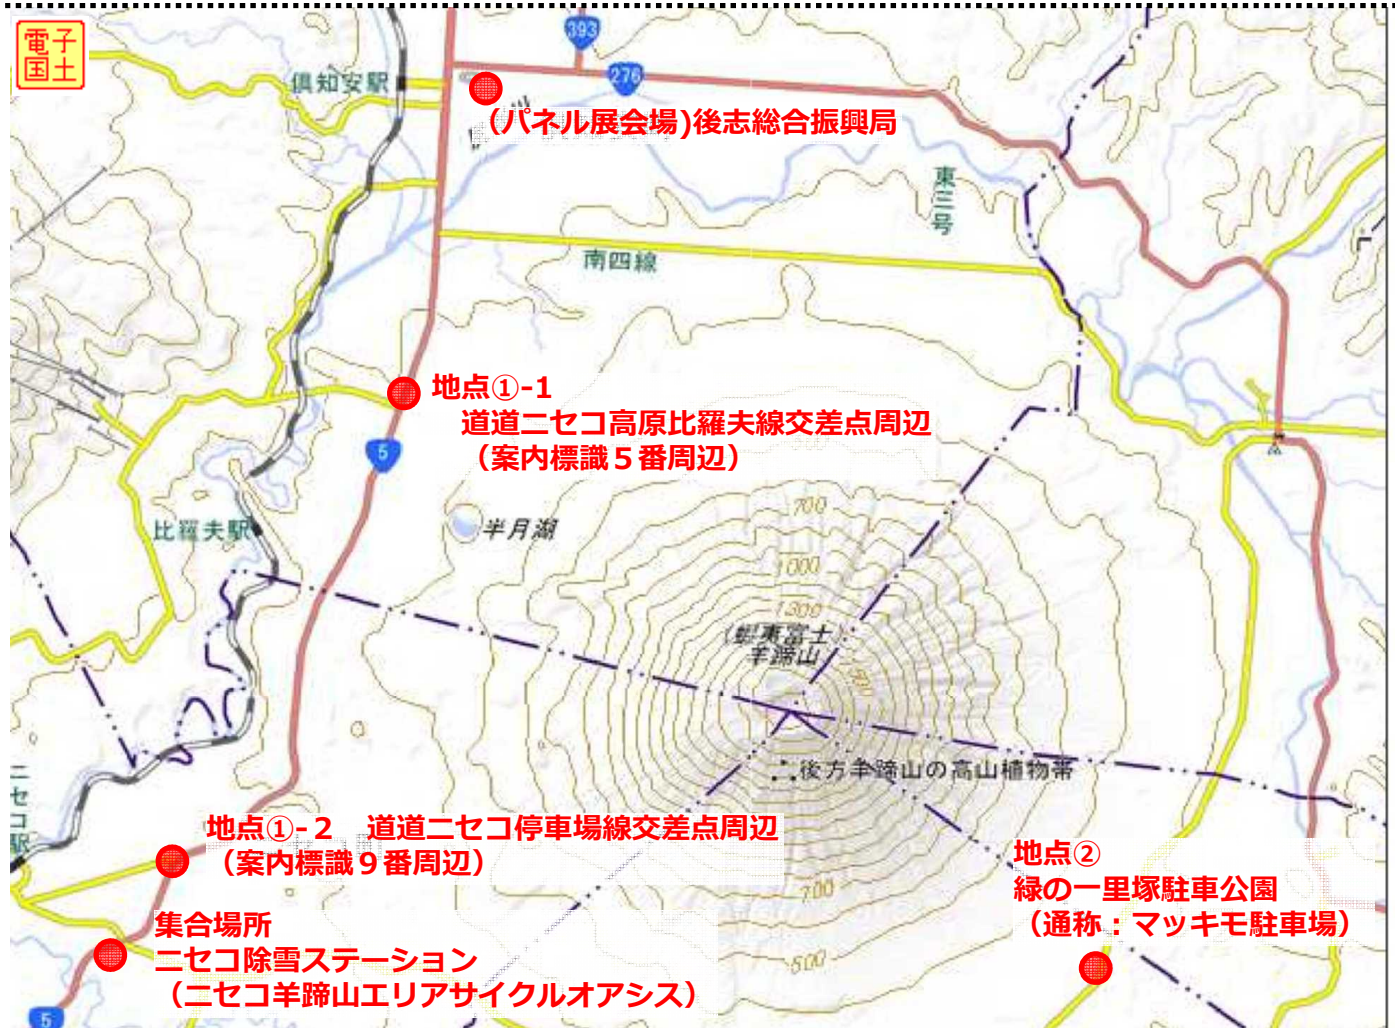 電子
国土
393
276
倶知安駅
(パネル展会場)後志総合振興局
東三号
南四線
地点①-1
道道ニセコ高原比羅夫線交差点周辺
（案内標識５番周辺）
5
半月湖
比羅夫駅
700
1000
1300
(蝦夷富士)
羊蹄山
後方羊蹄山の高山植物帯
ニセコ駅
地点①-２　道道ニセコ停車場線交差点周辺
（案内標識９番周辺）
地点②
緑の一里塚駐車公園
（通称：マッキモ駐車場）
700
集合場所
ニセコ除雪ステーション
（ニセコ羊蹄山エリアサイクルオアシス）
500
5